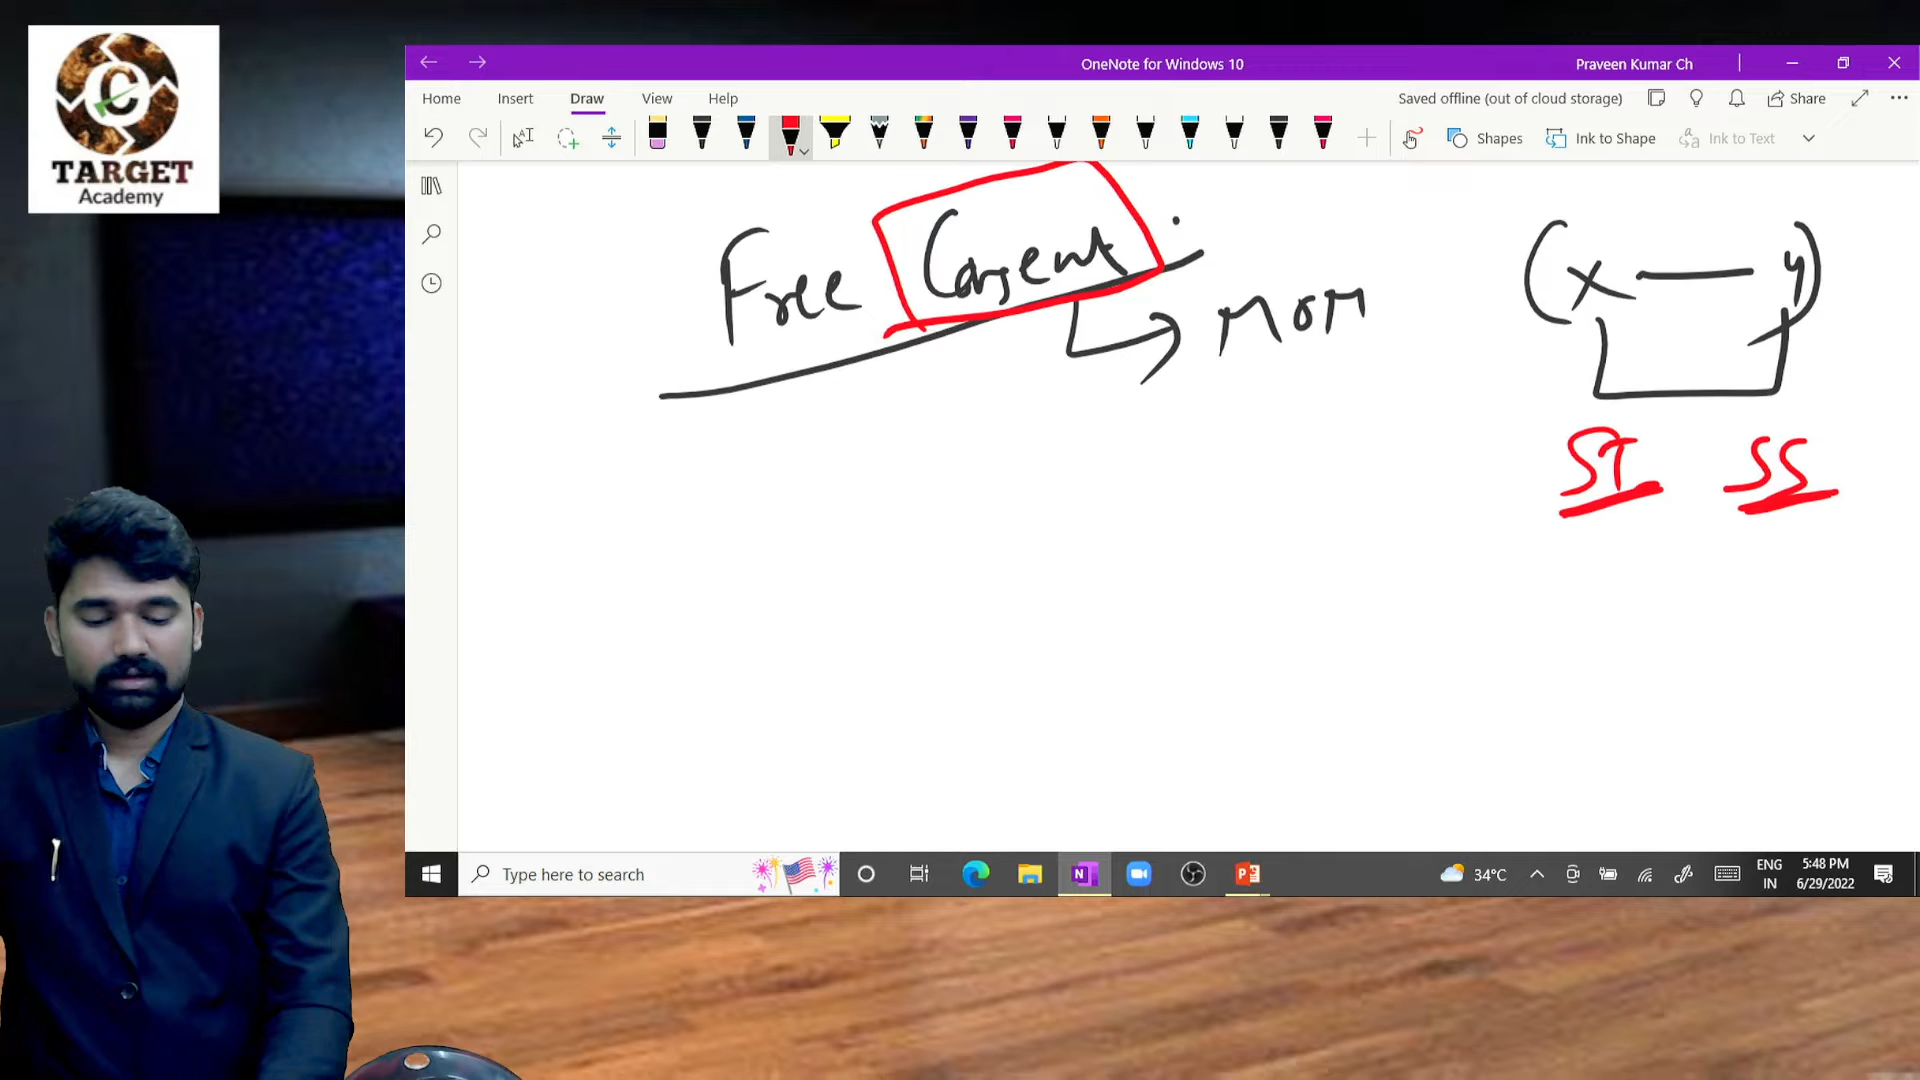 TARGET
Academy
OneNote for Windows 10
Praveen Kumar Ch
Home Insert Draw View Help
Saved offline (out of cloud storage)
Share
Shapes
Ink to Shape
Ink to Text
Free Consent :
MOM
(x — y)
ST SS
Type here to search
34°C
ENG
IN
5:48 PM
6/29/2022